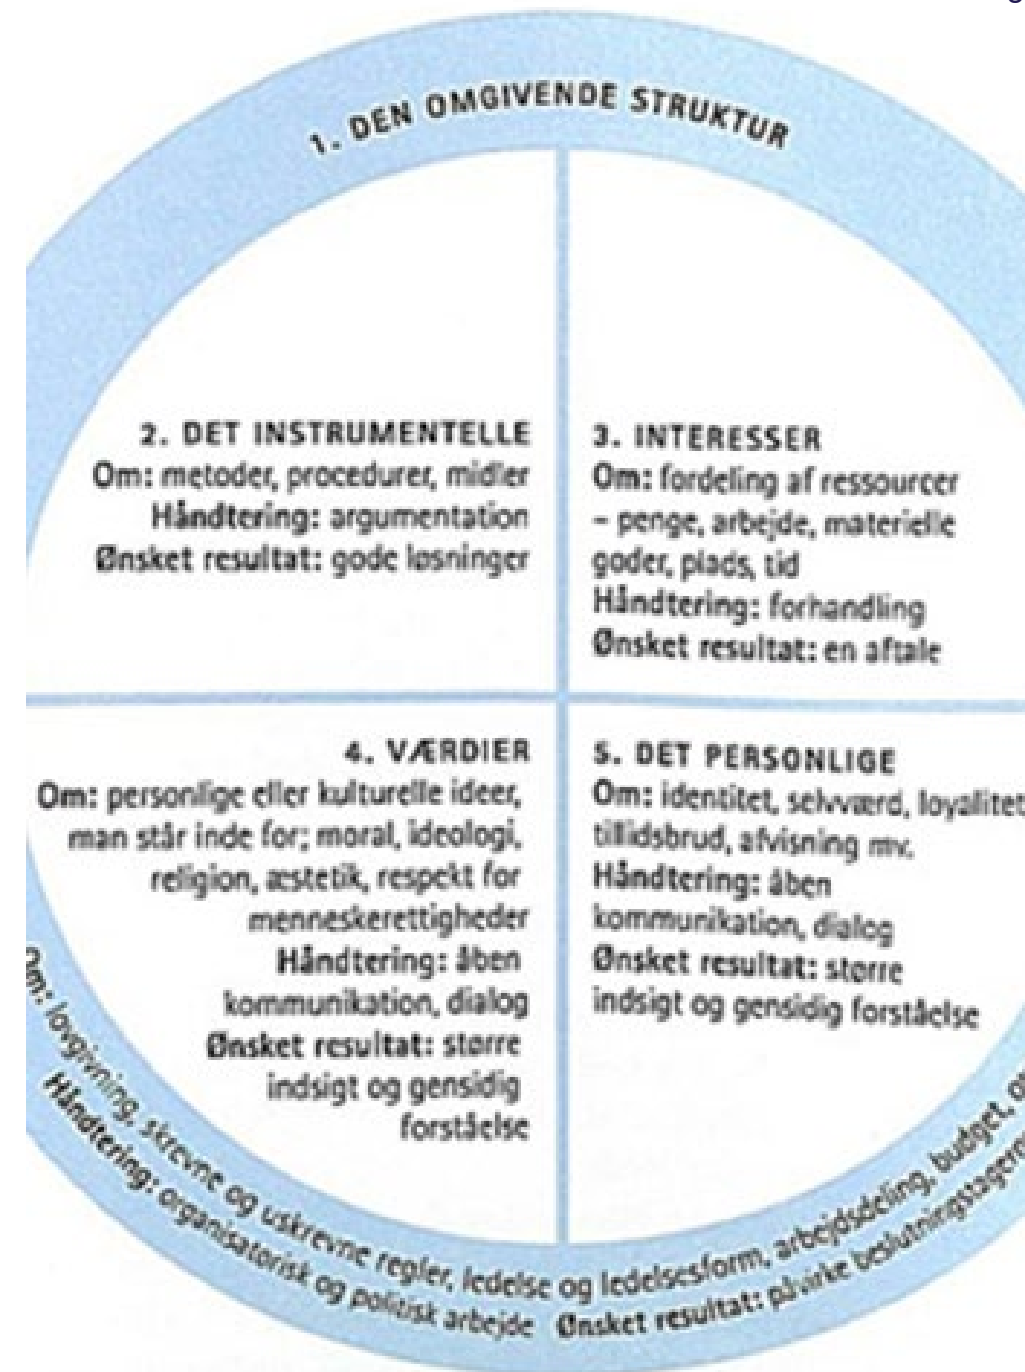 1. DEN OMGIVENDE STRUKTUR
2. DET INSTRUMENTELLE
Om: metoder, procedurer, midler
Håndtering: argumentation
Ønsket resultat: gode løsninger
3. INTERESSER
Om: fordeling af ressourcer
– penge, arbejde, materielle
goder, plads, tid
Håndtering: forhandling
Ønsket resultat: en aftale
4. VÆRDIER
Om: personlige eller kulturelle ideer,
man står inde for; moral, ideologi,
religion, æstetik, respekt for
menneskerettigheder
Håndtering: åben
kommunikation, dialog
Ønsket resultat: større
indsigt og gensidig
forståelse
5. DET PERSONLIGE
Om: identitet, selvværd, loyalitet
tillidsbrud, afvisning mv.
Håndtering: åben
kommunikation, dialog
Ønsket resultat: større
indsigt og gensidig forståelse
Om: lovgivning, skrevne og uskrevne regler, ledelse og ledelsesform, arbejdsdeling, budget,
Håndtering: organisatorisk og politisk arbejde Ønsket resultat: påvirke